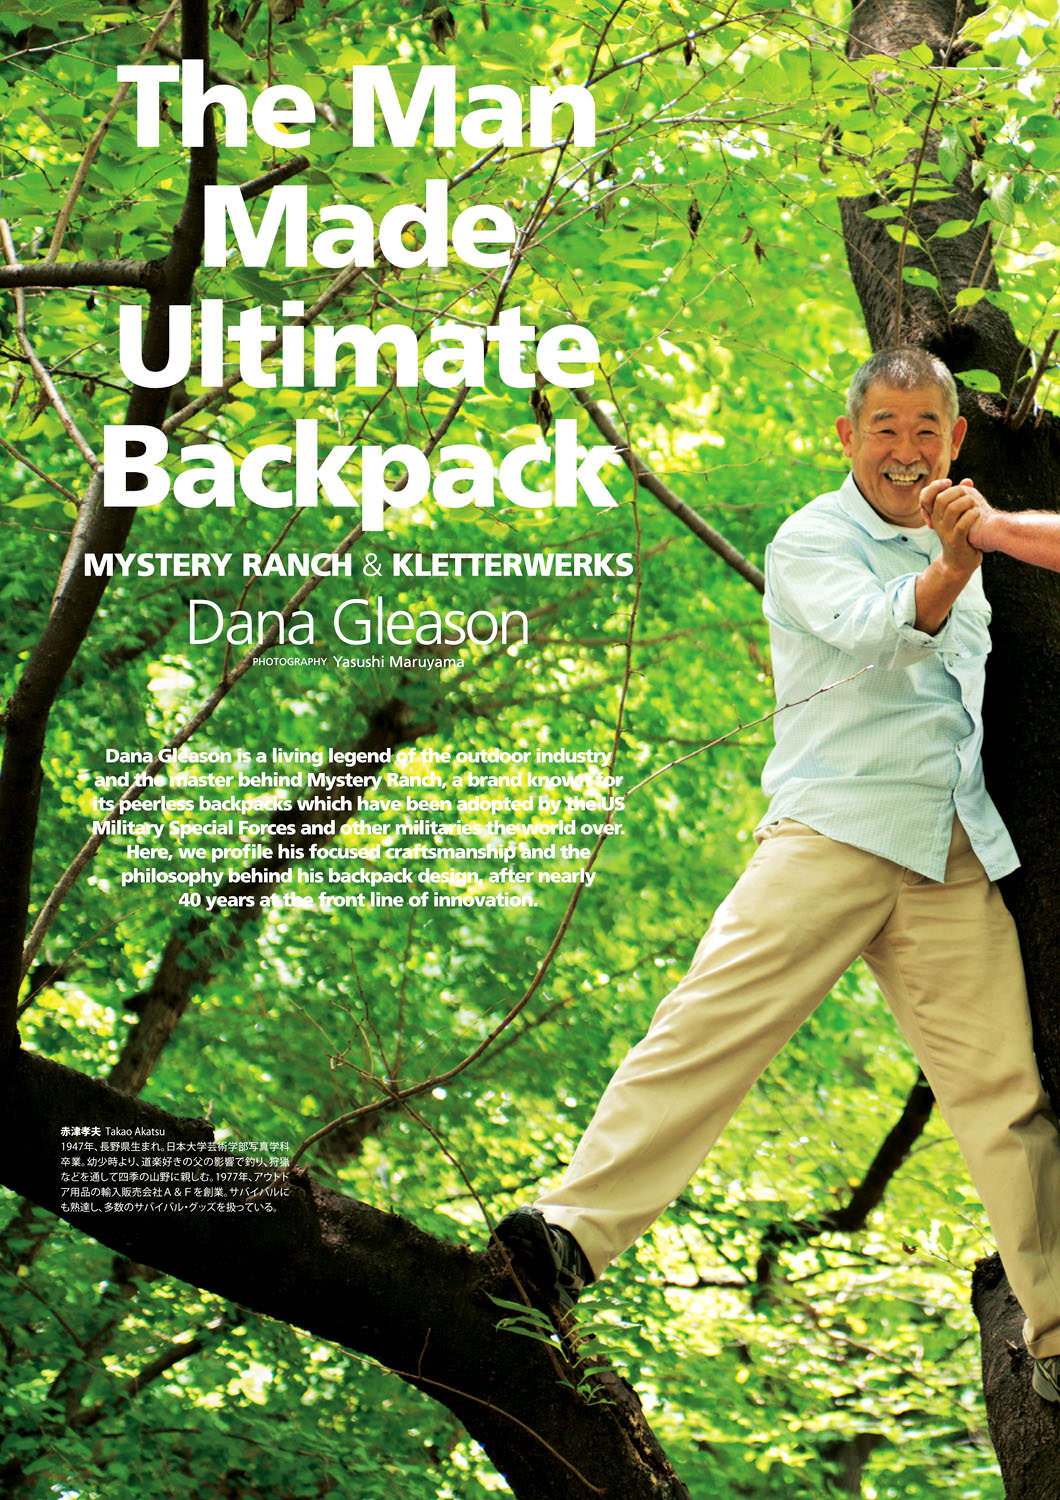 The Man
Made
Ultimate
Backpack
MYSTERY RANCH & KLETTERWERKS
Dana Gleason
PHOTOGRAPHY Yasushi Maruyama
Dana Gleason is a living legend of the outdoor industry
and the master behind Mystery Ranch, a brand known for
its peerless backpacks which have been adopted by the US
Military Special Forces and other militaries the world over.
Here, we profile his focused craftsmanship and the
philosophy behind his backpack design, after nearly
40 years at the front line of innovation.
赤津孝夫 Takao Akatsu
1947年、長野県生まれ。日本大学芸術学部写真学科
卒業。幼少時より、道楽好きの父の影響で釣り、狩猟
などを通して四季の山野に親しむ。1977年、アウトド
ア用品の輸入販売会社A&Fを創業。サバイバルに
も熟達し、多数のサバイバル・グッズを扱っている。